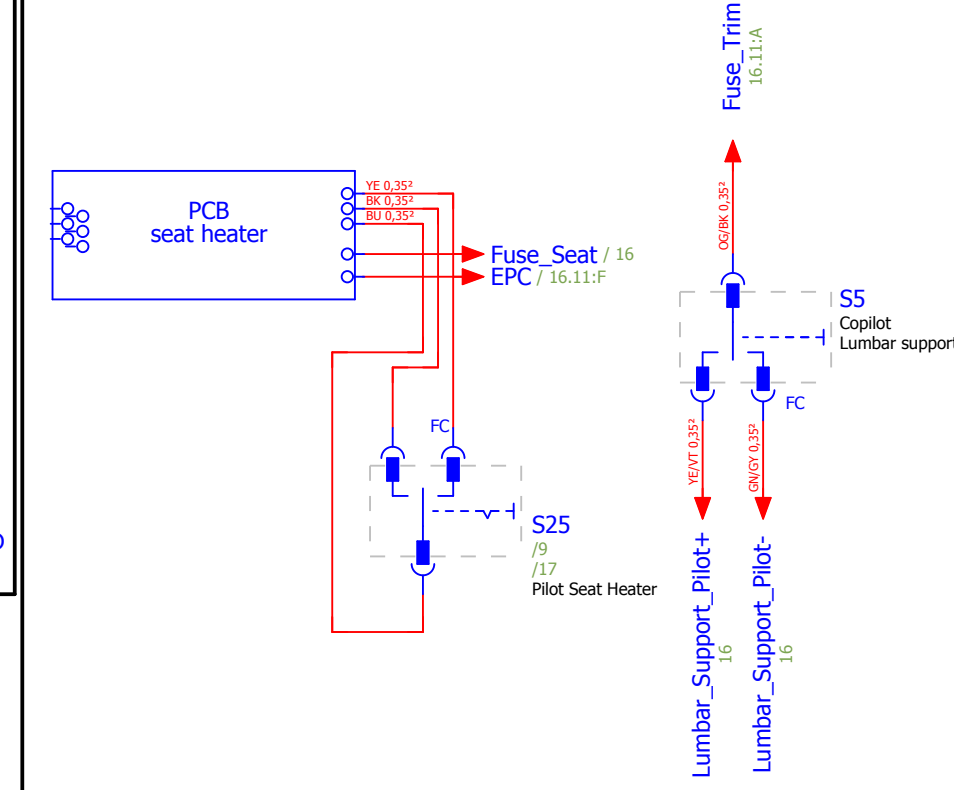 Fuse_Trim
16.11:A
PCB
seat heater
YE 0,35²
BK 0,35²
BU 0,35²
Fuse_Seat / 16
EPC / 16.11:F
OG/BK 0,35²
S5
Copilot
Lumbar support
FC
YE/VT 0,35²
GN/GY 0,35²
FC
S25
/9
/17
Pilot Seat Heater
Lumbar_Support_Pilot+
16
Lumbar_Support_Pilot-
16